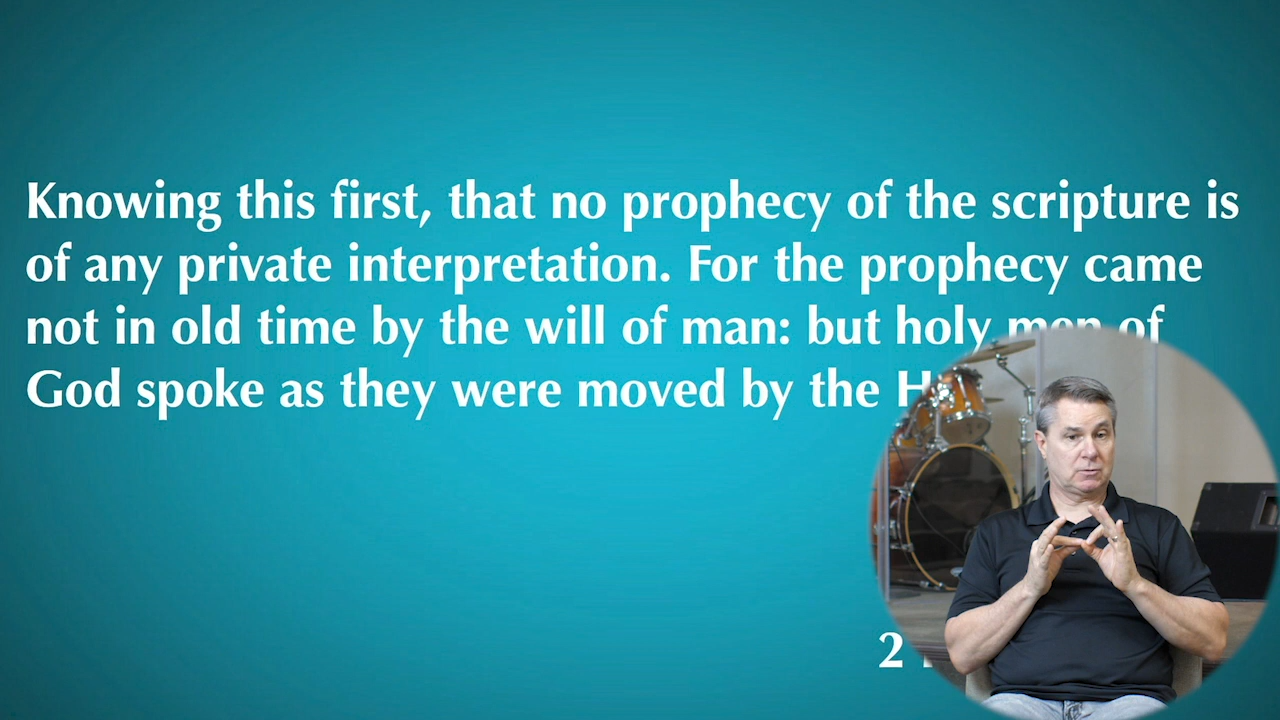 Knowing this first, that no prophecy of the scripture is
of any private interpretation. For the prophecy came
not in old time by the will of man: but holy men of
God spoke as they were moved by the
2